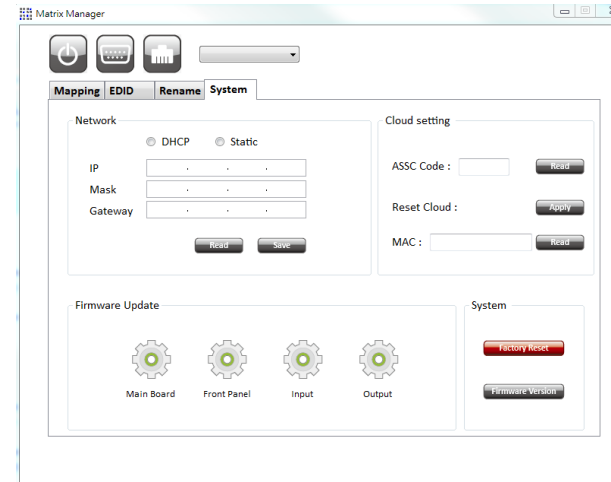 Matrix Manager
Mapping EDID Rename System
Network
DHCP Static
IP
Mask
Gateway
Read Save
Cloud setting
ASSC Code : Read
Reset Cloud : Apply
MAC : Read
Firmware Update
Main Board Front Panel Input Output
System
Factory Reset
Firmware Version